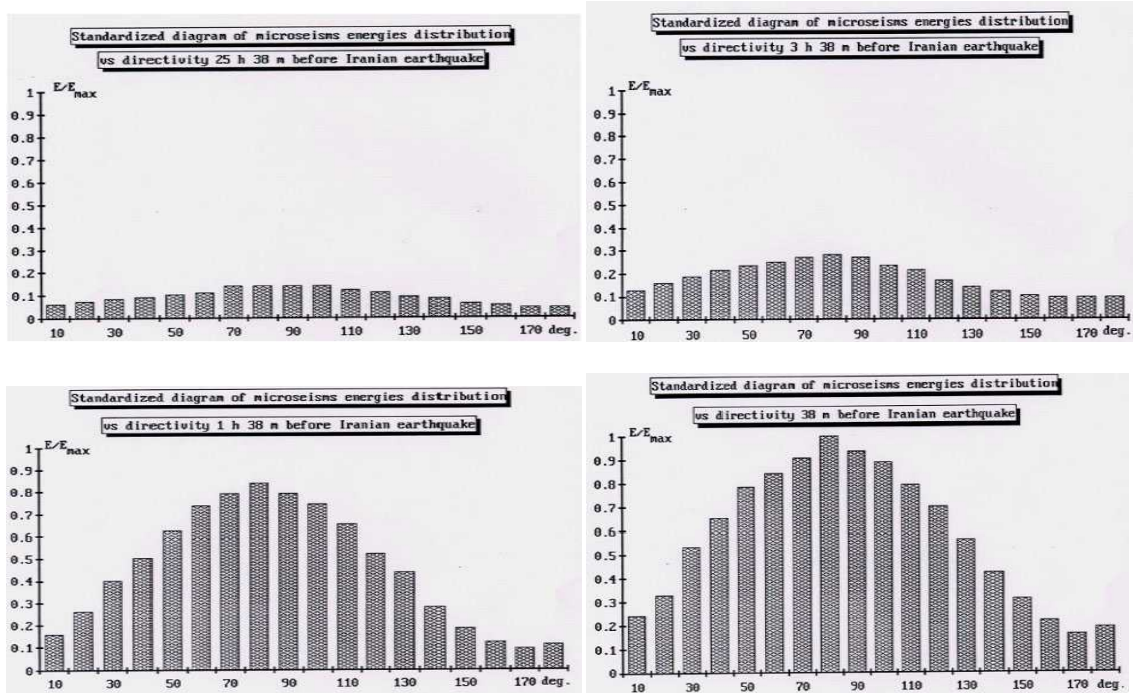 Standardized diagram of microseisms energies distribution
vs directivity 25 h 38 m before Iranian earthquake
E/Emax
1
0.9
0.8
0.7
0.6
0.5
0.4
0.3
0.2
0.1
0
10 30 50 70 90 110 130 150 170 deg.
Standardized diagram of microseisms energies distribution
vs directivity 3 h 38 m before Iranian earthquake
E/Emax
1
0.9
0.8
0.7
0.6
0.5
0.4
0.3
0.2
0.1
0
10 30 50 70 90 110 130 150 170 deg.
Standardized diagram of microseisms energies distribution
vs directivity 1 h 38 m before Iranian earthquake
E/Emax
1
0.9
0.8
0.7
0.6
0.5
0.4
0.3
0.2
0.1
0
10 30 50 70 90 110 130 150 170 deg.
Standardized diagram of microseisms energies distribution
vs directivity 38 m before Iranian earthquake
E/Emax
1
0.9
0.8
0.7
0.6
0.5
0.4
0.3
0.2
0.1
0
10 30 50 70 90 110 130 150 170 deg.